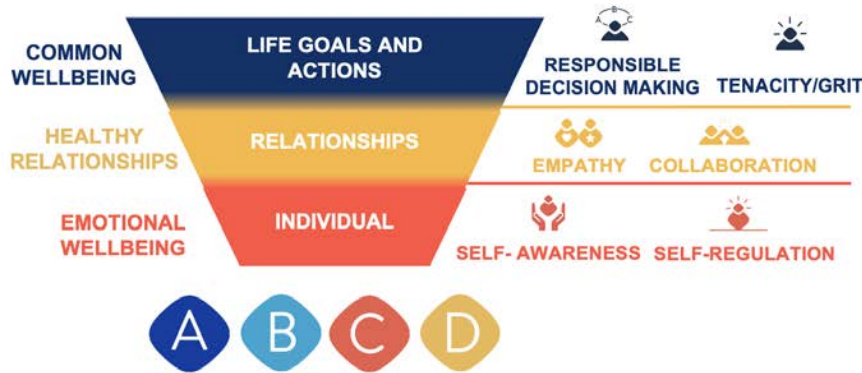 COMMON
WELLBEING
LIFE GOALS AND
ACTIONS
A B C
RESPONSIBLE
DECISION MAKING
TENACITY/GRIT
HEALTHY
RELATIONSHIPS
RELATIONSHIPS
EMPATHY
COLLABORATION
EMOTIONAL
WELLBEING
INDIVIDUAL
SELF- AWARENESS
SELF-REGULATION
A B C D